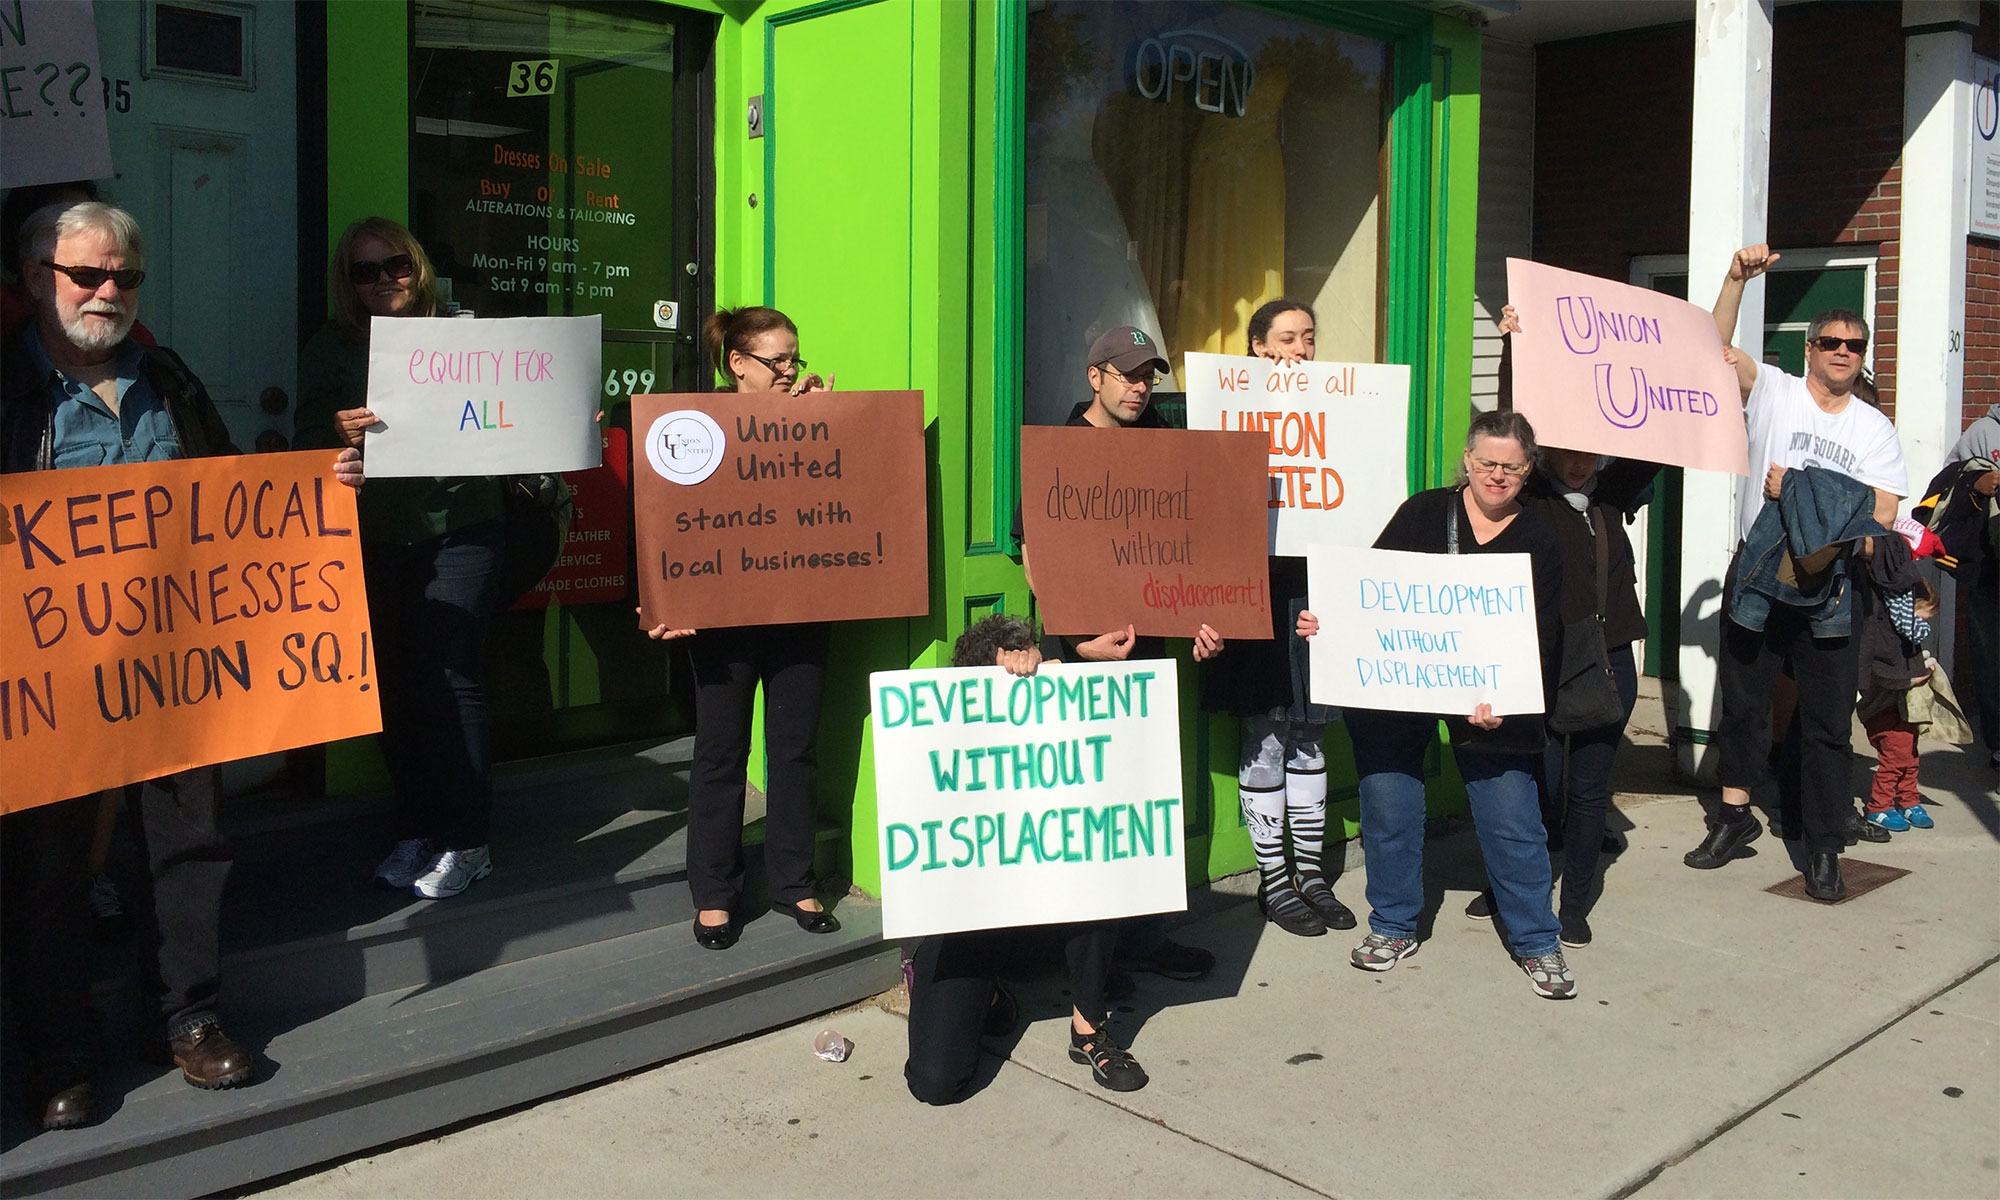 N
E??
35
36
Dresses On Sale
Buy or Rent
ALTERATIONS & TAILORING
HOURS
Mon-Fri 9 am - 7 pm
Sat 9 am - 5 pm
699
LEATHER
SERVICE
MADE CLOTHES
OPEN
KEEP LOCAL
BUSINESSES
IN UNION SQ.!
eQUITY FOR
ALL
UNION
UNITED
Union
United
stands with
local businesses!
development
without
displacement!
DEVELOPMENT
WITHOUT
DISPLACEMENT
We are all...
UNION
ITED
DEVELOPMENT
WITHOUT
DISPLACEMENT
UNION
UNITED
SQUARE
30